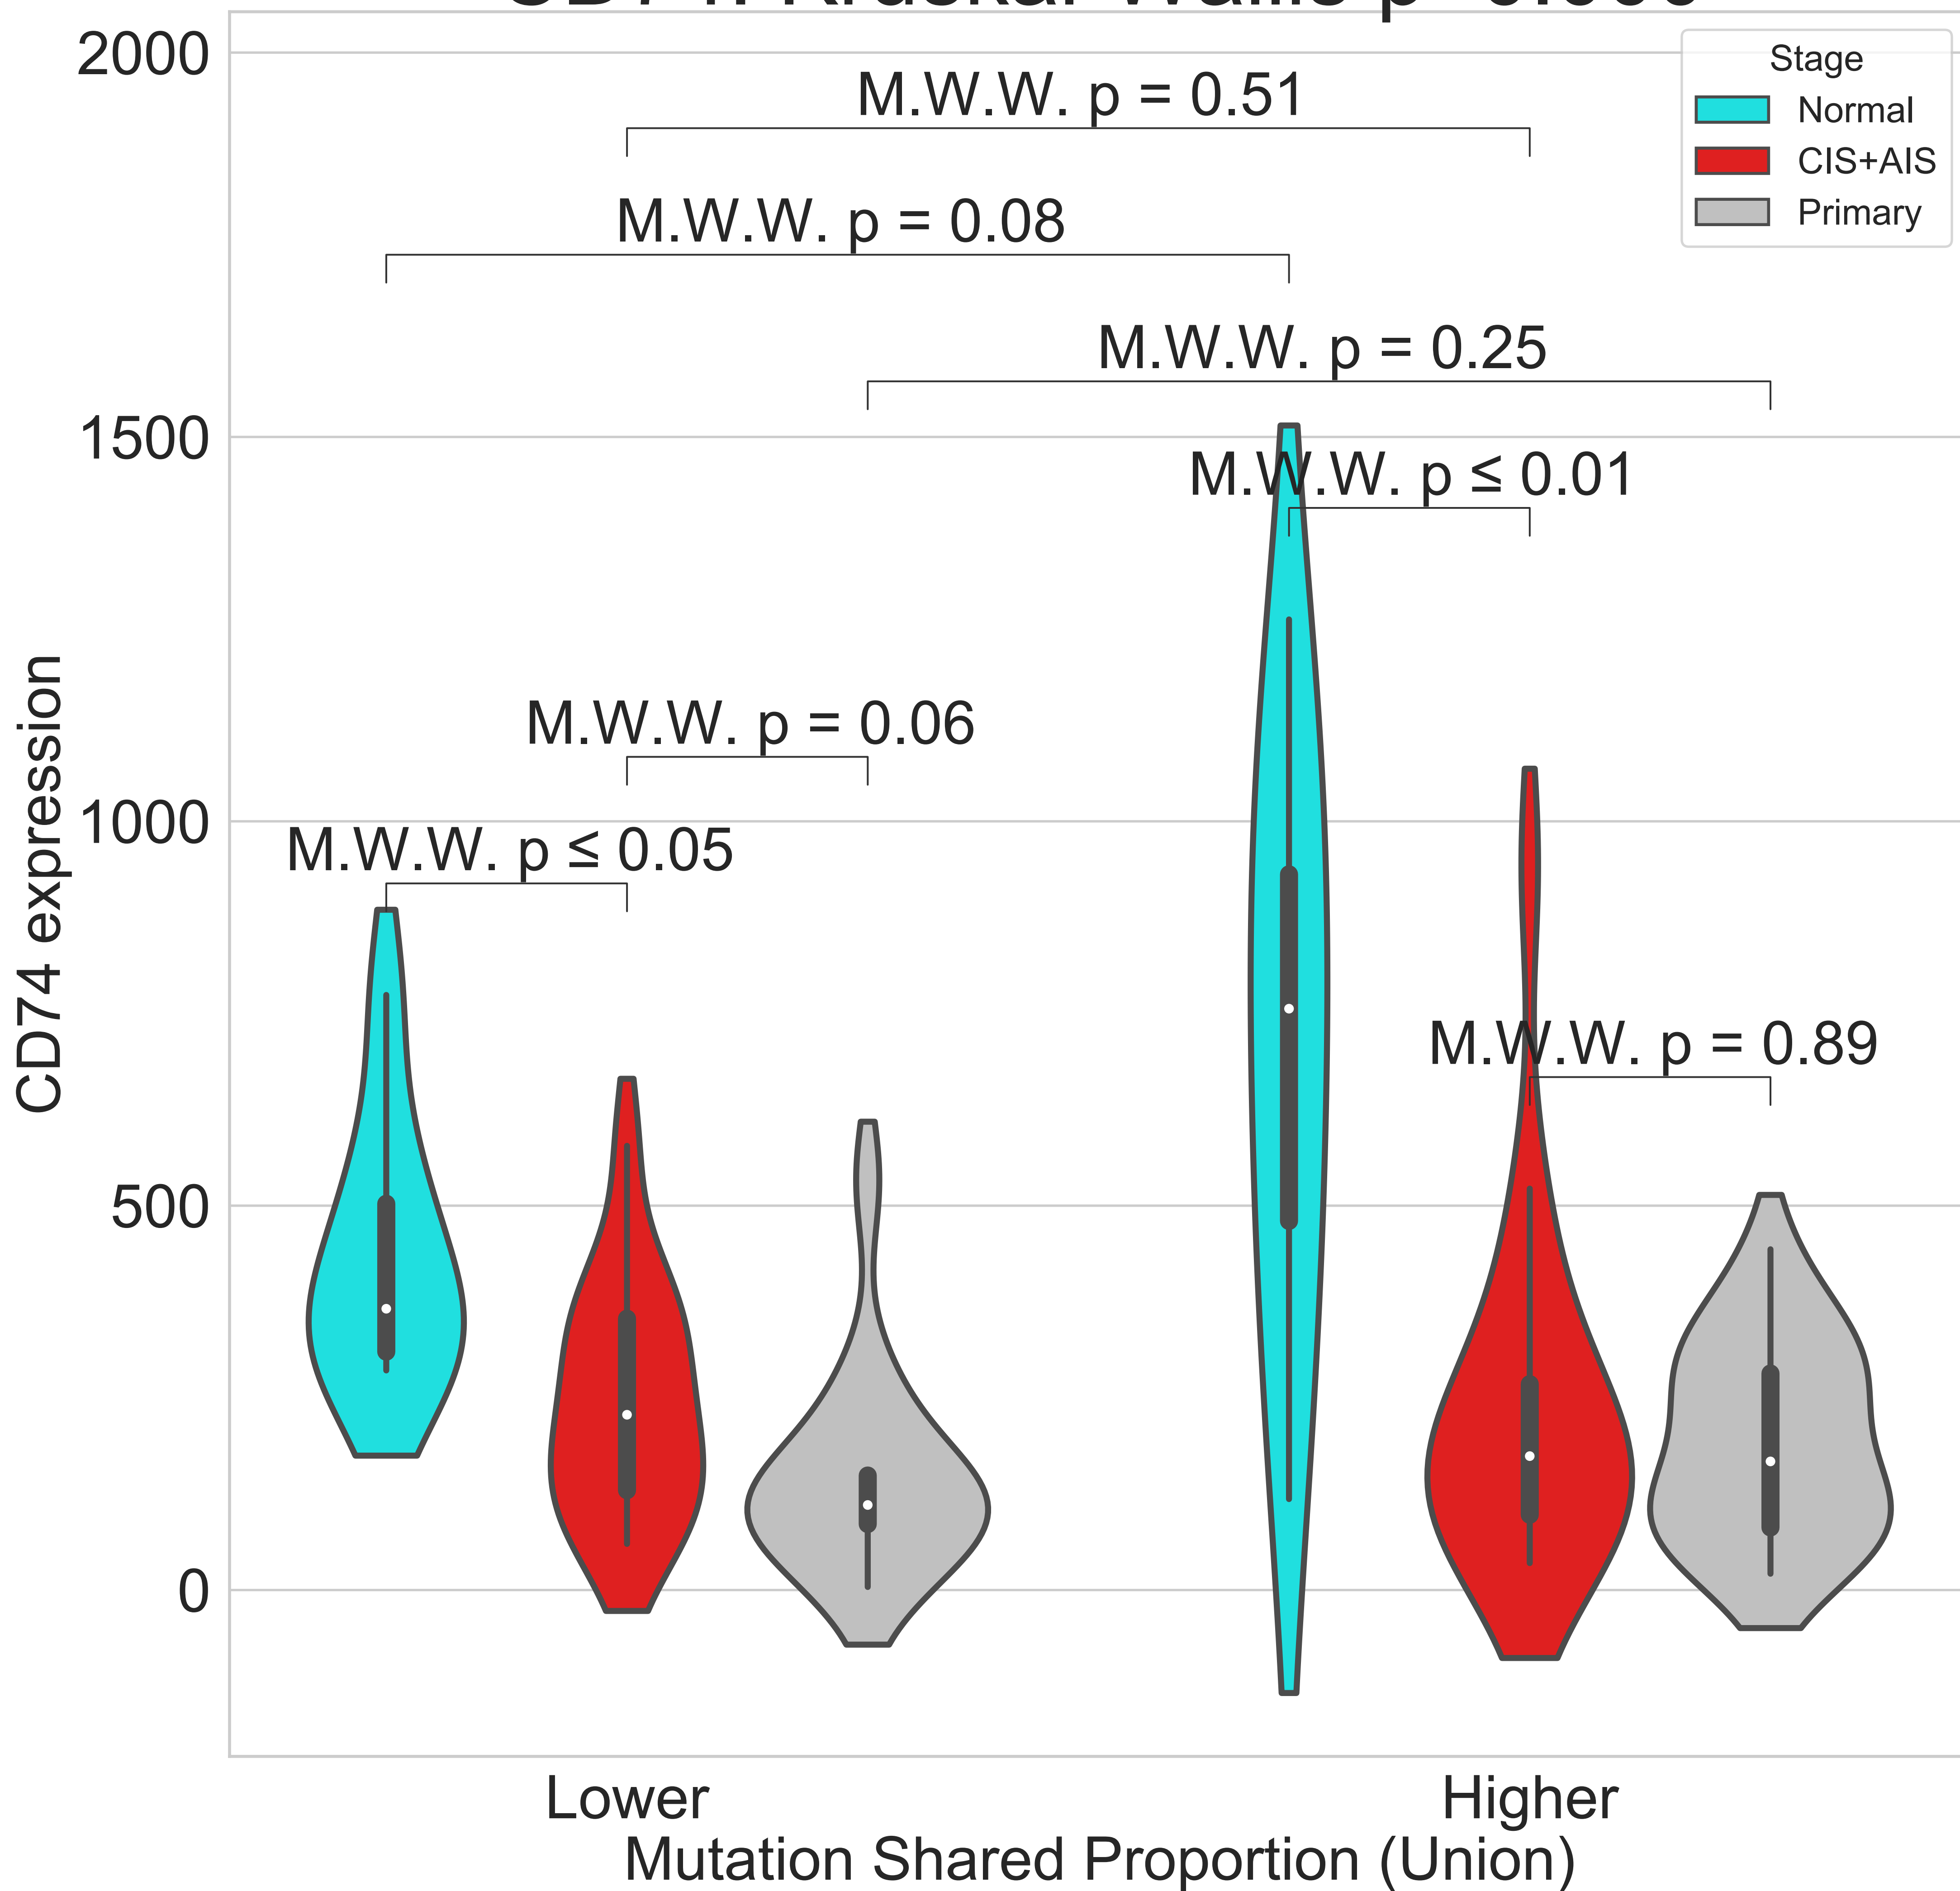 2000
M.W.W. p = 0.51
Stage
Normal
CIS+AIS
Primary
M.W.W. p = 0.08
M.W.W. p = 0.25
1500
M.W.W. p ≤ 0.01
M.W.W. p = 0.06
1000
M.W.W. p ≤ 0.05
CD74 expression
M.W.W. p = 0.89
500
0
Lower
Higher
Mutation Shared Proportion (Union)